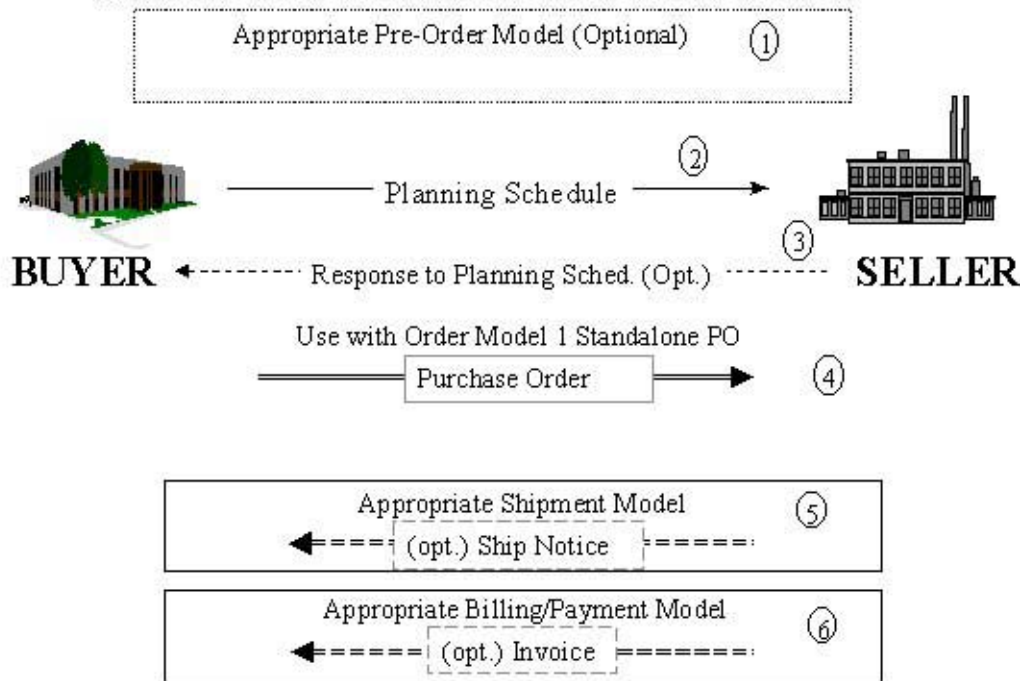 Appropriate Pre-Order Model (Optional) 1
2
Planning Schedule
3
BUYER Response to Planning Sched. (Opt.) SELLER
Use with Order Model 1 Standalone PO
Purchase Order 4
Appropriate Shipment Model 5
(opt.) Ship Notice
Appropriate Billing/Payment Model 6
(opt.) Invoice